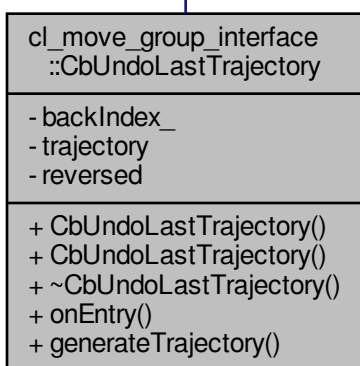 cl_move_group_interface
::CbUndoLastTrajectory
- backIndex_
- trajectory
- reversed
+ CbUndoLastTrajectory()
+ CbUndoLastTrajectory()
+ ~CbUndoLastTrajectory()
+ onEntry()
+ generateTrajectory()